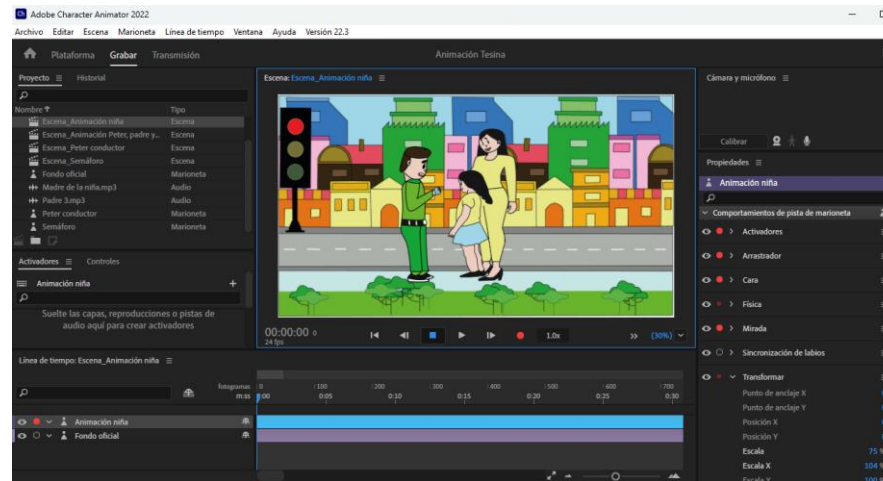 Ch Adobe Character Animator 2022
Archivo Editar Escena Marioneta Línea de tiempo Ventana Ayuda Versión 22.3
Plataforma Grabar Transmisión Animación Tesina
Proyecto Historial
Nombre Tipo
Escena_Animación niña Escena
Escena_Animación Peter, padre y... Escena
Escena_Peter conductor Escena
Escena_Semáforo Escena
Fondo oficial Marioneta
Madre de la niña.mp3 Audio
Padre 3.mp3 Audio
Peter conductor Marioneta
Semáforo Marioneta
Activadores Controles
Animación niña +
Suelte las capas, reproducciones o pistas de
audio aquí para crear activadores
Escena: Escena_Animación niña
00:00:00 0
24 fps
1.0x
(30%)
Cámara y micrófono
Calibrar
Propiedades
Animación niña
Comportamientos de pista de marioneta
Activadores
Arrastrador
Cara
Física
Mirada
Sincronización de labios
Transformar
Punto de anclaje X
Punto de anclaje Y
Posición X
Posición Y
Escala 75 %
Escala X 104 %
Escala Y 100 %
Línea de tiempo: Escena_Animación niña
fotogramas 0 100 200 300 400 500 600 700
m:ss 0:00 0:05 0:10 0:15 0:20 0:25 0:30
Animación niña
Fondo oficial